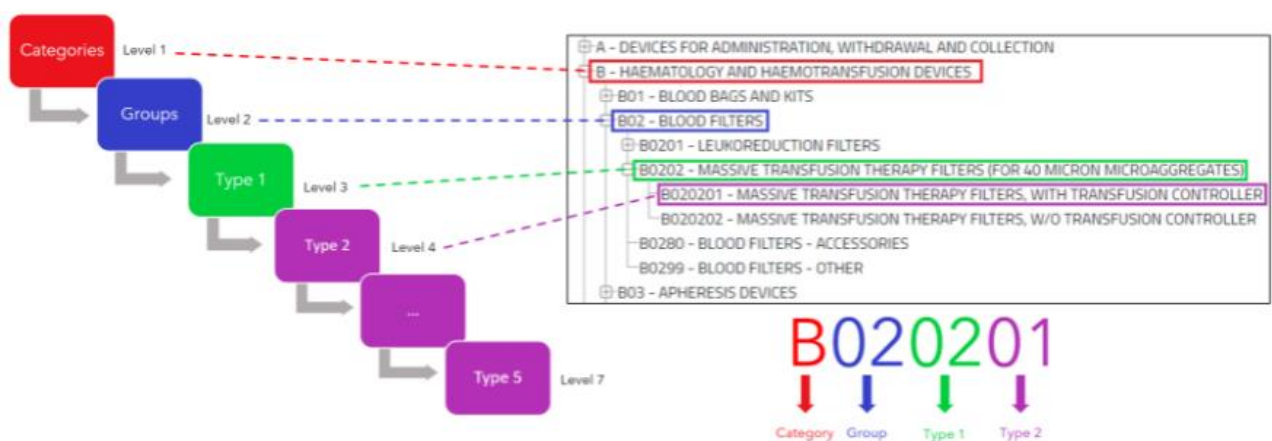 Categories
Level 1
Groups
Level 2
Type 1
Level 3
Type 2
Level 4
...
Type 5
Level 7
A - DEVICES FOR ADMINISTRATION, WITHDRAWAL AND COLLECTION
B - HAEMATOLOGY AND HAEMOTRANSFUSION DEVICES
B01 - BLOOD BAGS AND KITS
B02 - BLOOD FILTERS
B0201 - LEUKOREDUCTION FILTERS
B0202 - MASSIVE TRANSFUSION THERAPY FILTERS (FOR 40 MICRON MICROAGGREGATES)
B020201 - MASSIVE TRANSFUSION THERAPY FILTERS, WITH TRANSFUSION CONTROLLER
B020202 - MASSIVE TRANSFUSION THERAPY FILTERS, W/O TRANSFUSION CONTROLLER
B0280 - BLOOD FILTERS - ACCESSORIES
B0299 - BLOOD FILTERS - OTHER
B03 - APHERESIS DEVICES
B020201
Category Group Type 1 Type 2